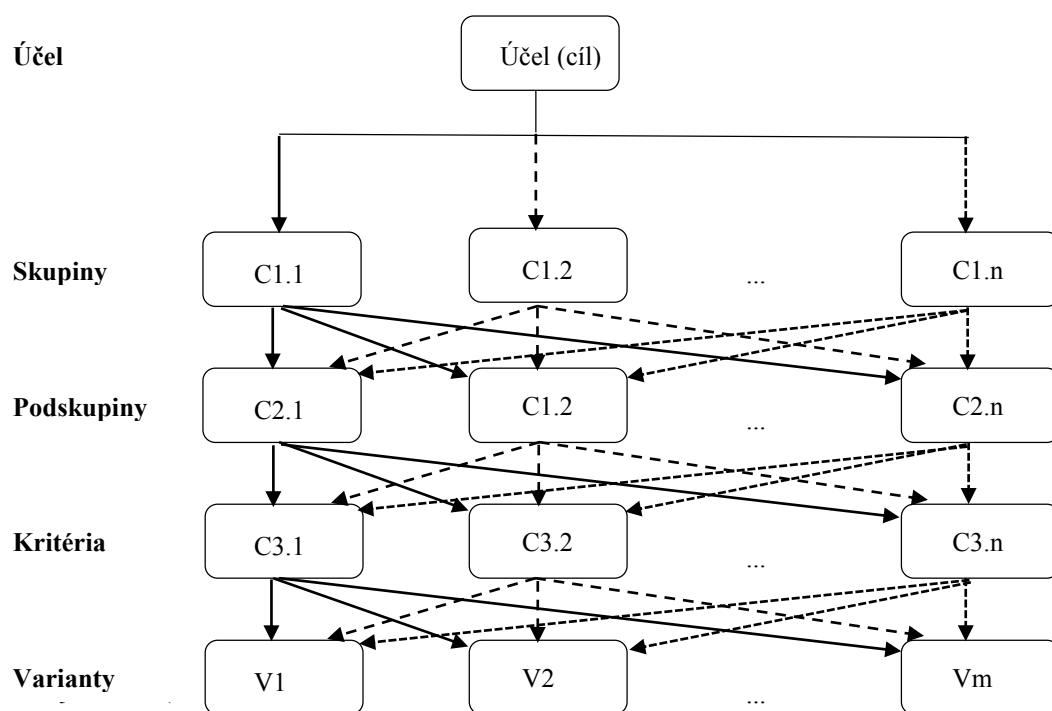 Účel Účel (cíl)
Skupiny C1.1 C1.2 ... C1.n
Podskupiny C2.1 C1.2 ... C2.n
Kritéria C3.1 C3.2 ... C3.n
Varianty V1 V2 ... Vm